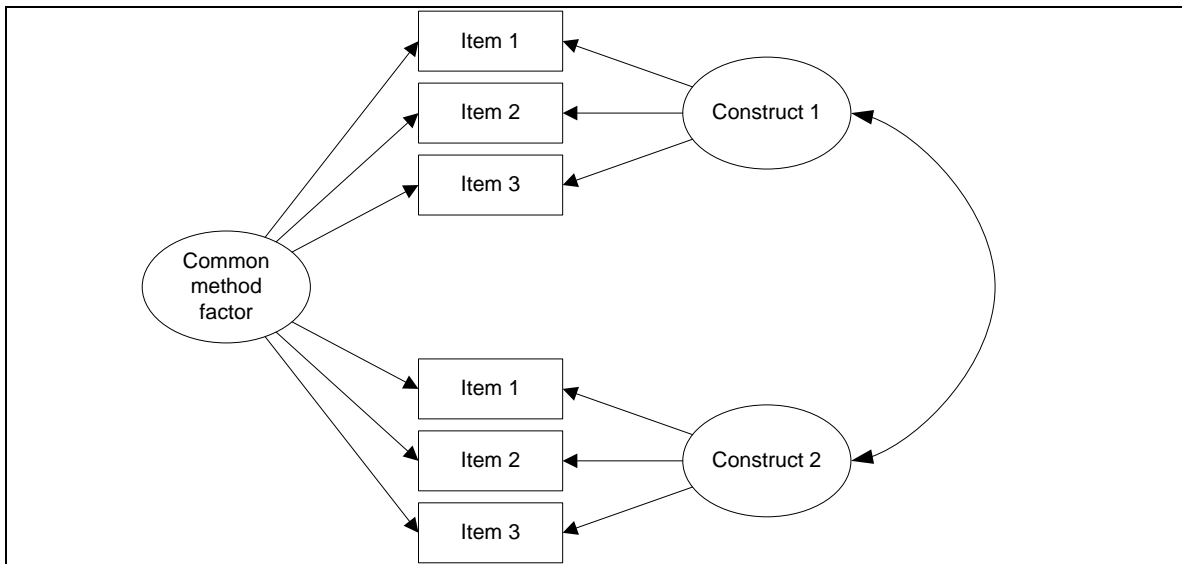 Item 1
Item 2
Construct 1
Item 3
Common
method
factor
Item 1
Item 2
Construct 2
Item 3